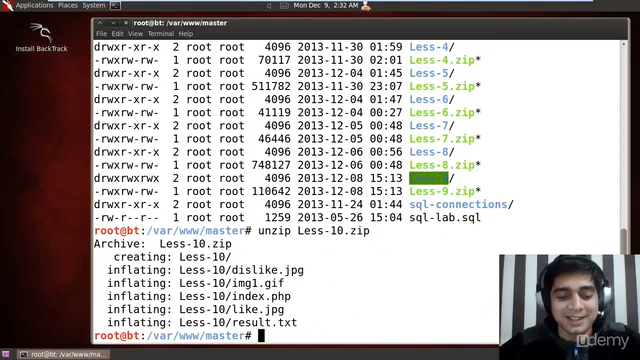 Applications Places System
Mon Dec 9, 2:32 AM
Install BackTrack
root@bt: /var/www/master
File Edit View Terminal Help
drwxr-xr-x 2 root root 4096 2013-11-30 01:59 Less-4/
-rwxrw-rw- 1 root root 70117 2013-11-30 02:01 Less-4.zip*
drwxr-xr-x 2 root root 4096 2013-12-04 01:45 Less-5/
-rwxrw-rw- 1 root root 511782 2013-11-30 23:07 Less-5.zip*
drwxr-xr-x 2 root root 4096 2013-12-04 01:47 Less-6/
-rwxrw-rw- 1 root root 41119 2013-12-04 00:27 Less-6.zip*
drwxr-xr-x 2 root root 4096 2013-12-05 00:48 Less-7/
-rwxrw-rw- 1 root root 46446 2013-12-05 00:48 Less-7.zip*
drwxr-xr-x 2 root root 4096 2013-12-06 00:56 Less-8/
-rwxrw-rw- 1 root root 748127 2013-12-06 00:48 Less-8.zip*
drwxrwxrwx 2 root root 4096 2013-12-08 15:13 Less-9/
-rwxrw-rw- 1 root root 110642 2013-12-08 15:13 Less-9.zip*
drwxr-xr-x 2 root root 4096 2013-11-24 01:44 sql-connections/
-rw-r--r-- 1 root root 1259 2013-05-26 15:04 sql-lab.sql
root@bt:/var/www/master# unzip Less-10.zip
Archive: Less-10.zip
creating: Less-10/
inflating: Less-10/dislike.jpg
inflating: Less-10/img1.gif
inflating: Less-10/index.php
inflating: Less-10/like.jpg
inflating: Less-10/result.txt
root@bt:/var/www/master#
root@bt: /var/www/ma...
udemy